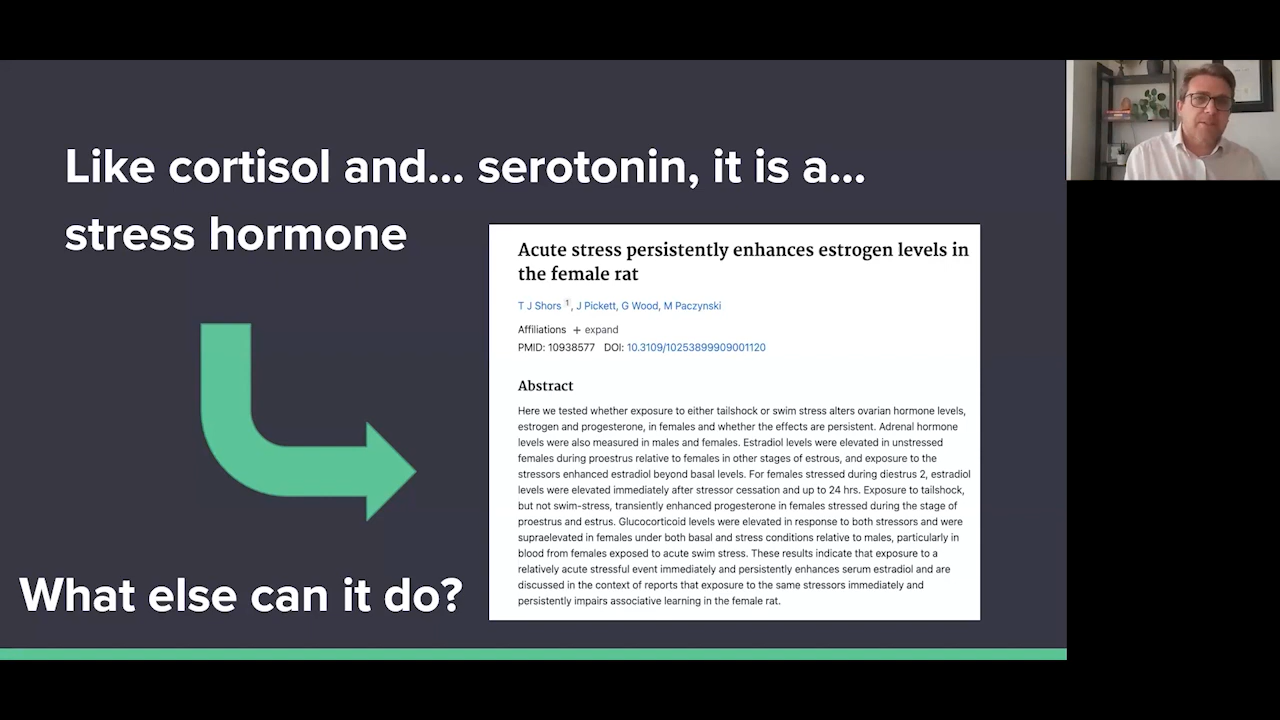 Like cortisol and... serotonin, it is a...
stress hormone
Acute stress persistently enhances estrogen levels in
the female rat
T J Shors 1, J Pickett, G Wood, M Paczynski
Affiliations + expand
PMID: 10938577 DOI: 10.3109/10253899909001120
Abstract
Here we tested whether exposure to either tailshock or swim stress alters ovarian hormone levels,
estrogen and progesterone, in females and whether the effects are persistent. Adrenal hormone
levels were also measured in males and females. Estradiol levels were elevated in unstressed
females during proestrus relative to females in other stages of estrous, and exposure to the
stressors enhanced estradiol beyond basal levels. For females stressed during diestrus 2, estradiol
levels were elevated immediately after stressor cessation and up to 24 hrs. Exposure to tailshock,
but not swim-stress, transiently enhanced progesterone in females stressed during the stage of
proestrus and estrus. Glucocorticoid levels were elevated in response to both stressors and were
supraelevated in females under both basal and stress conditions relative to males, particularly in
blood from females exposed to acute swim stress. These results indicate that exposure to a
relatively acute stressful event immediately and persistently enhances serum estradiol and are
discussed in the context of reports that exposure to the same stressors immediately and
persistently impairs associative learning in the female rat.
What else can it do?